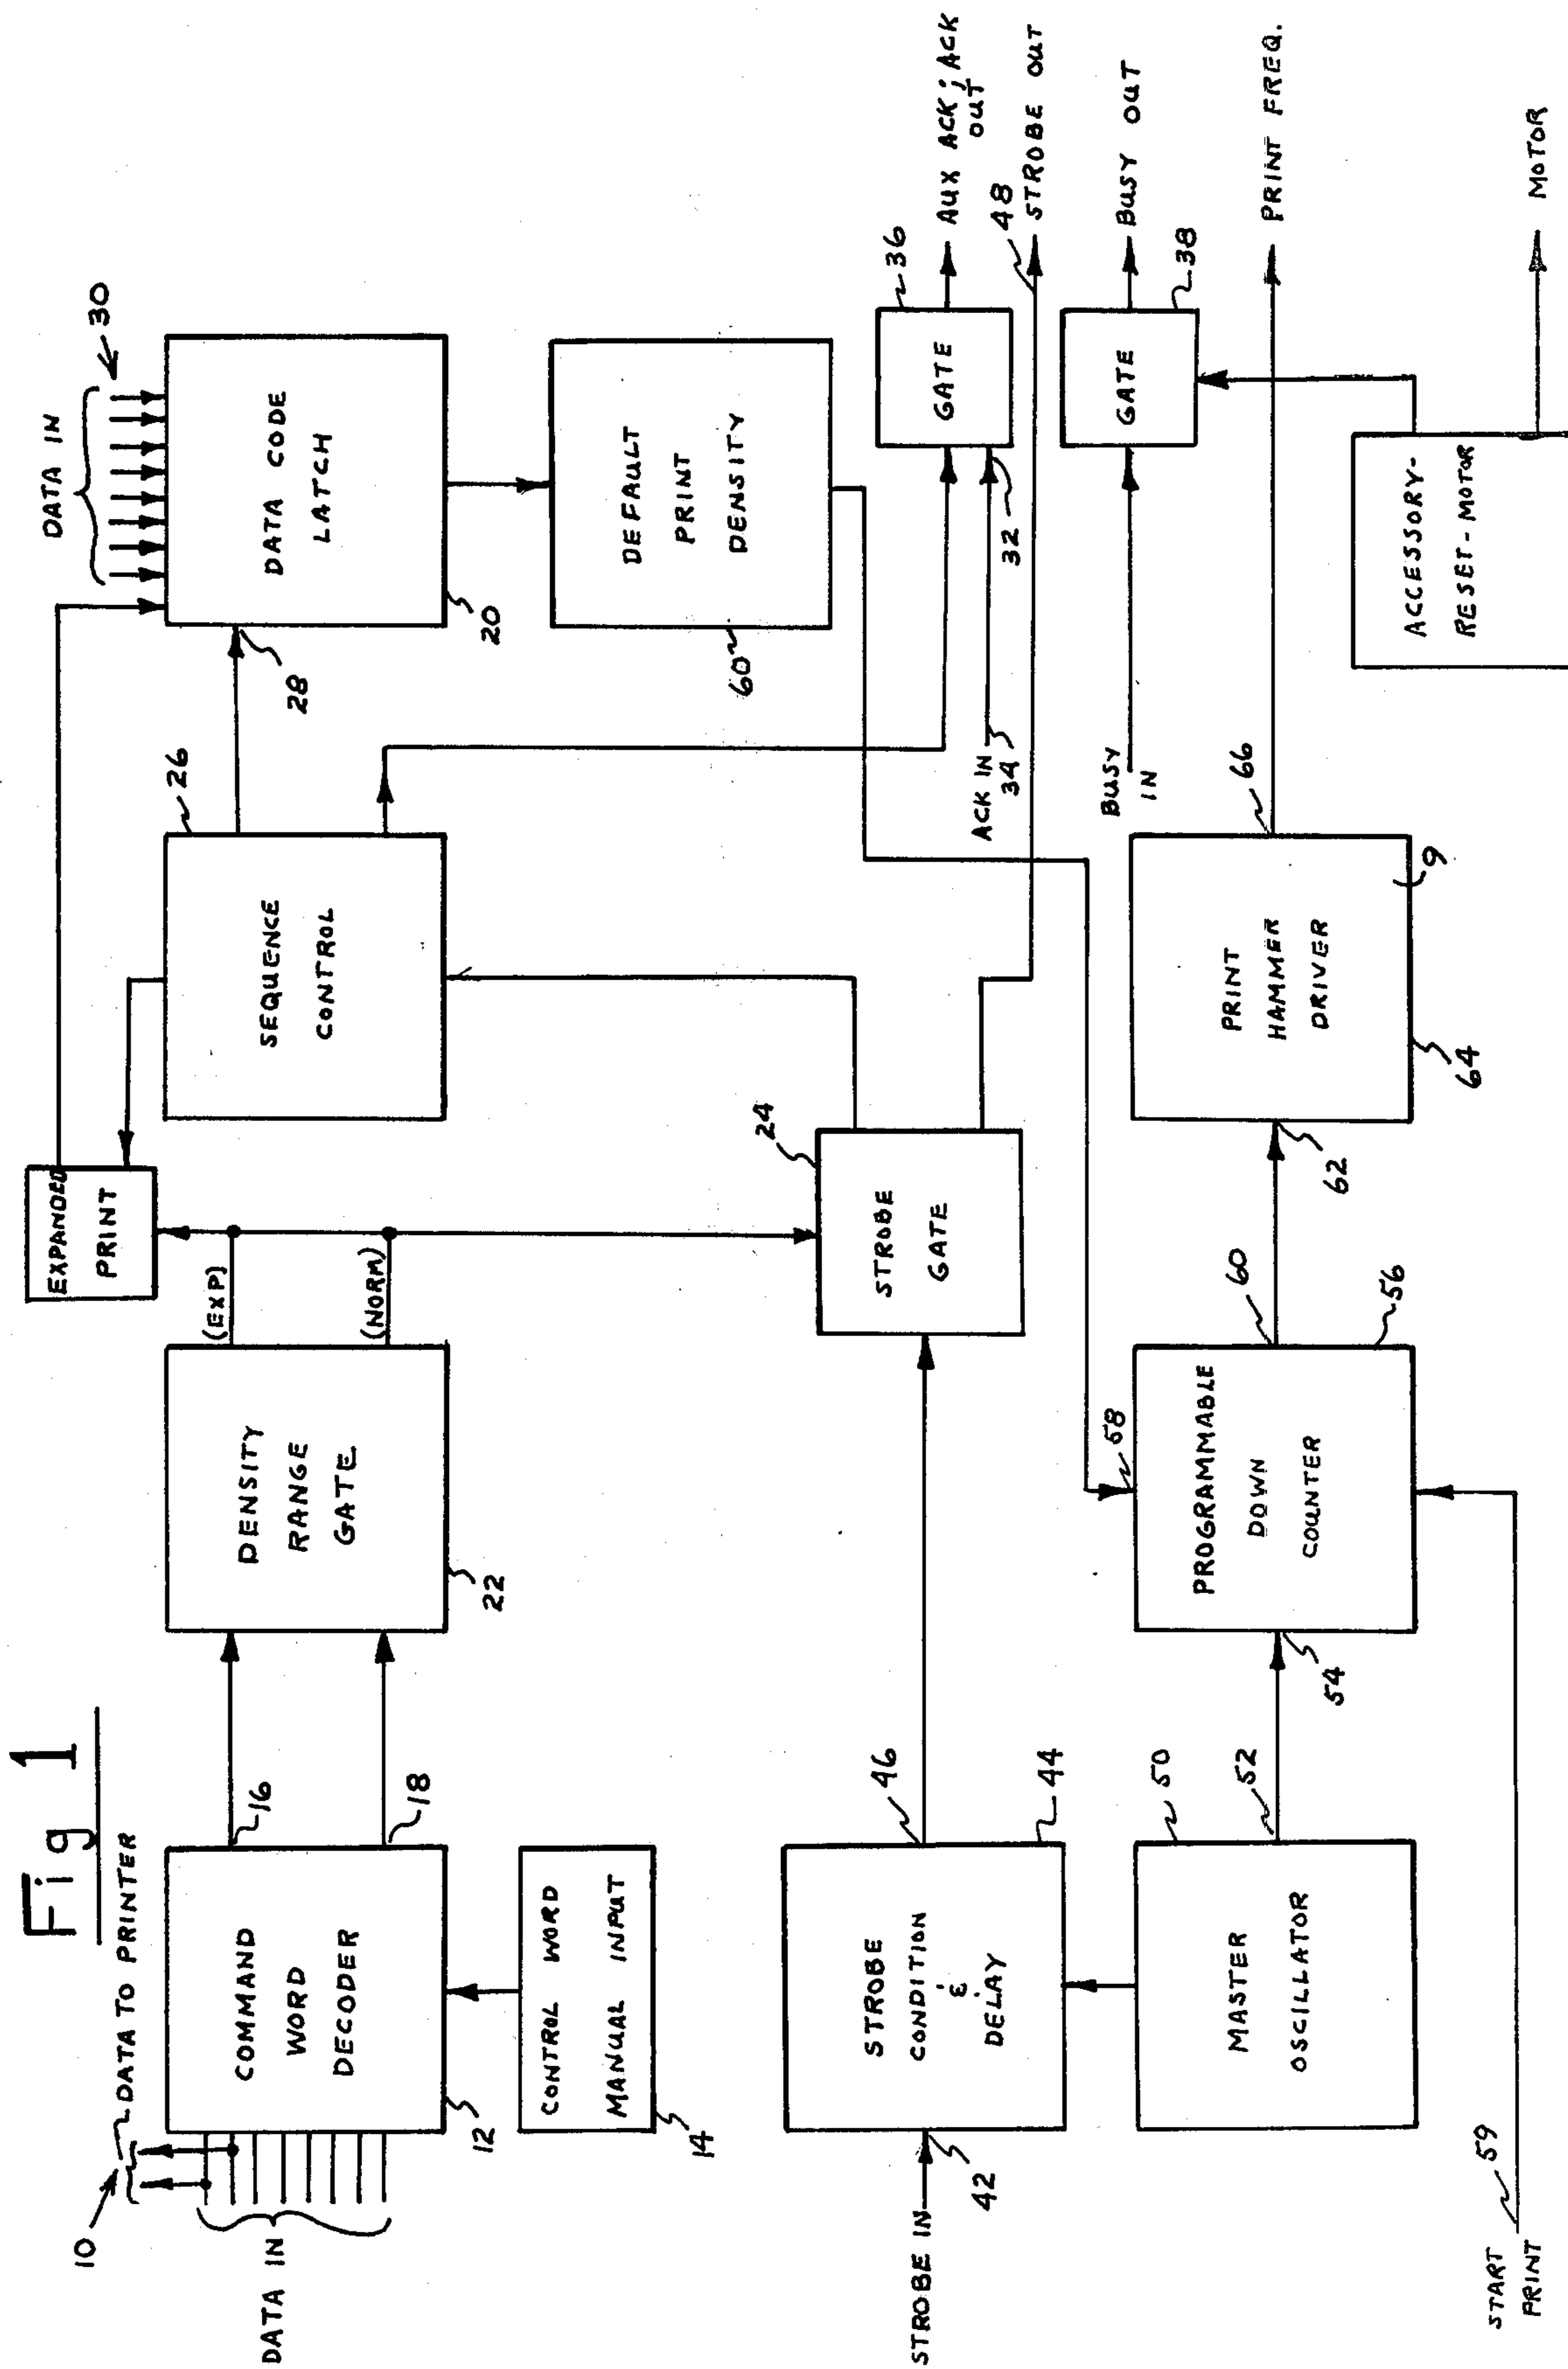 Fig 1
10
DATA TO PRINTER
DATA IN
COMMAND
WORD
DECODER
12
16
18
CONTROL WORD
MANUAL INPUT
14
DENSITY
RANGE
GATE
22
(EXP)
(NORM)
EXPANDED
PRINT
SEQUENCE
CONTROL
26
28
DATA IN
30
DATA CODE
LATCH
20
DEFAULT
PRINT
DENSITY
60
STROBE IN
42
STROBE
CONDITION
&
DELAY
46
44
STROBE
GATE
24
ACK IN
34
32
GATE
36
AUX ACK; ACK
OUT
48
STROBE OUT
BUSY
IN
GATE
38
BUSY OUT
MASTER
OSCILLATOR
50
52
54
PROGRAMMABLE
DOWN
COUNTER
58
60
56
62
PRINT
HAMMER
DRIVER
66
9
64
PRINT FREQ.
START
PRINT
59
ACCESSORY-
RESET-MOTOR
MOTOR